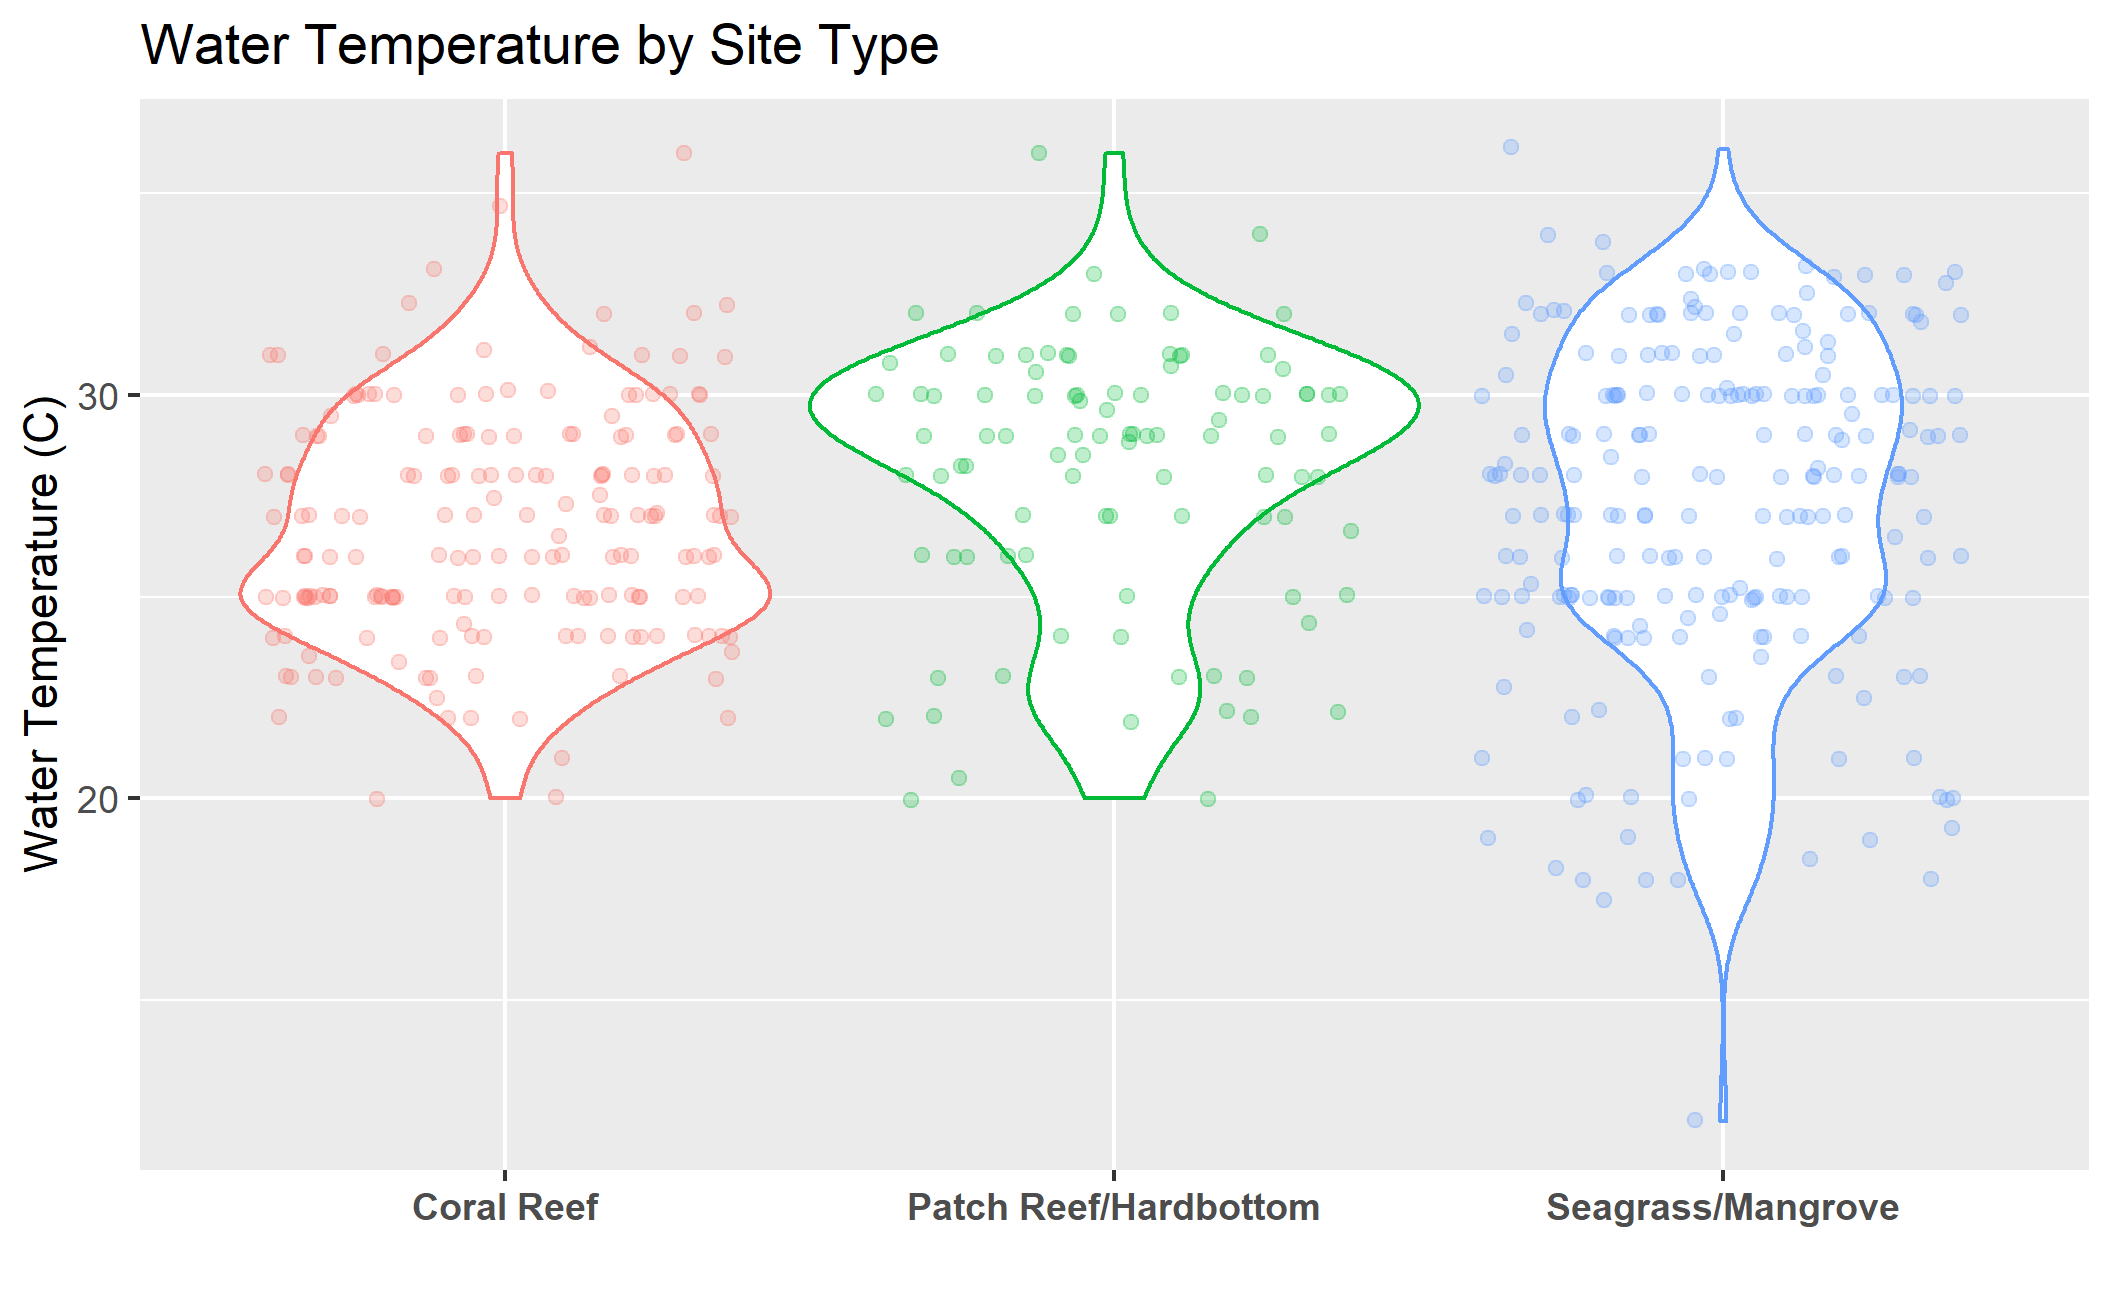 Water Temperature by Site Type
Water Temperature (C)
30
20
Coral Reef
Patch Reef/Hardbottom
Seagrass/Mangrove